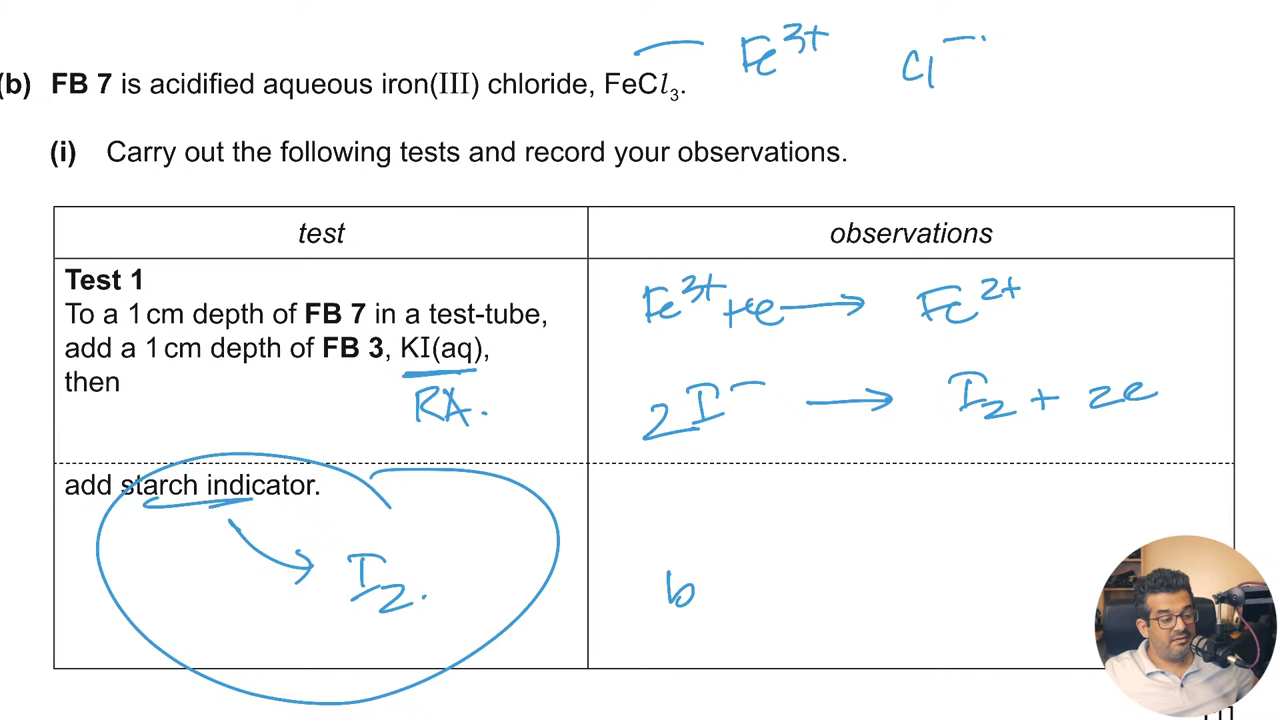 Fe³⁺ Cl⁻
(b) FB 7 is acidified aqueous iron(III) chloride, FeCl₃.
(i) Carry out the following tests and record your observations.
test observations
Test 1
To a 1 cm depth of FB 7 in a test-tube,
add a 1 cm depth of FB 3, KI(aq),
then
RA.
Fe³⁺ +e → Fe²⁺
2I⁻ → I₂ + 2e
add starch indicator.
I₂.
b